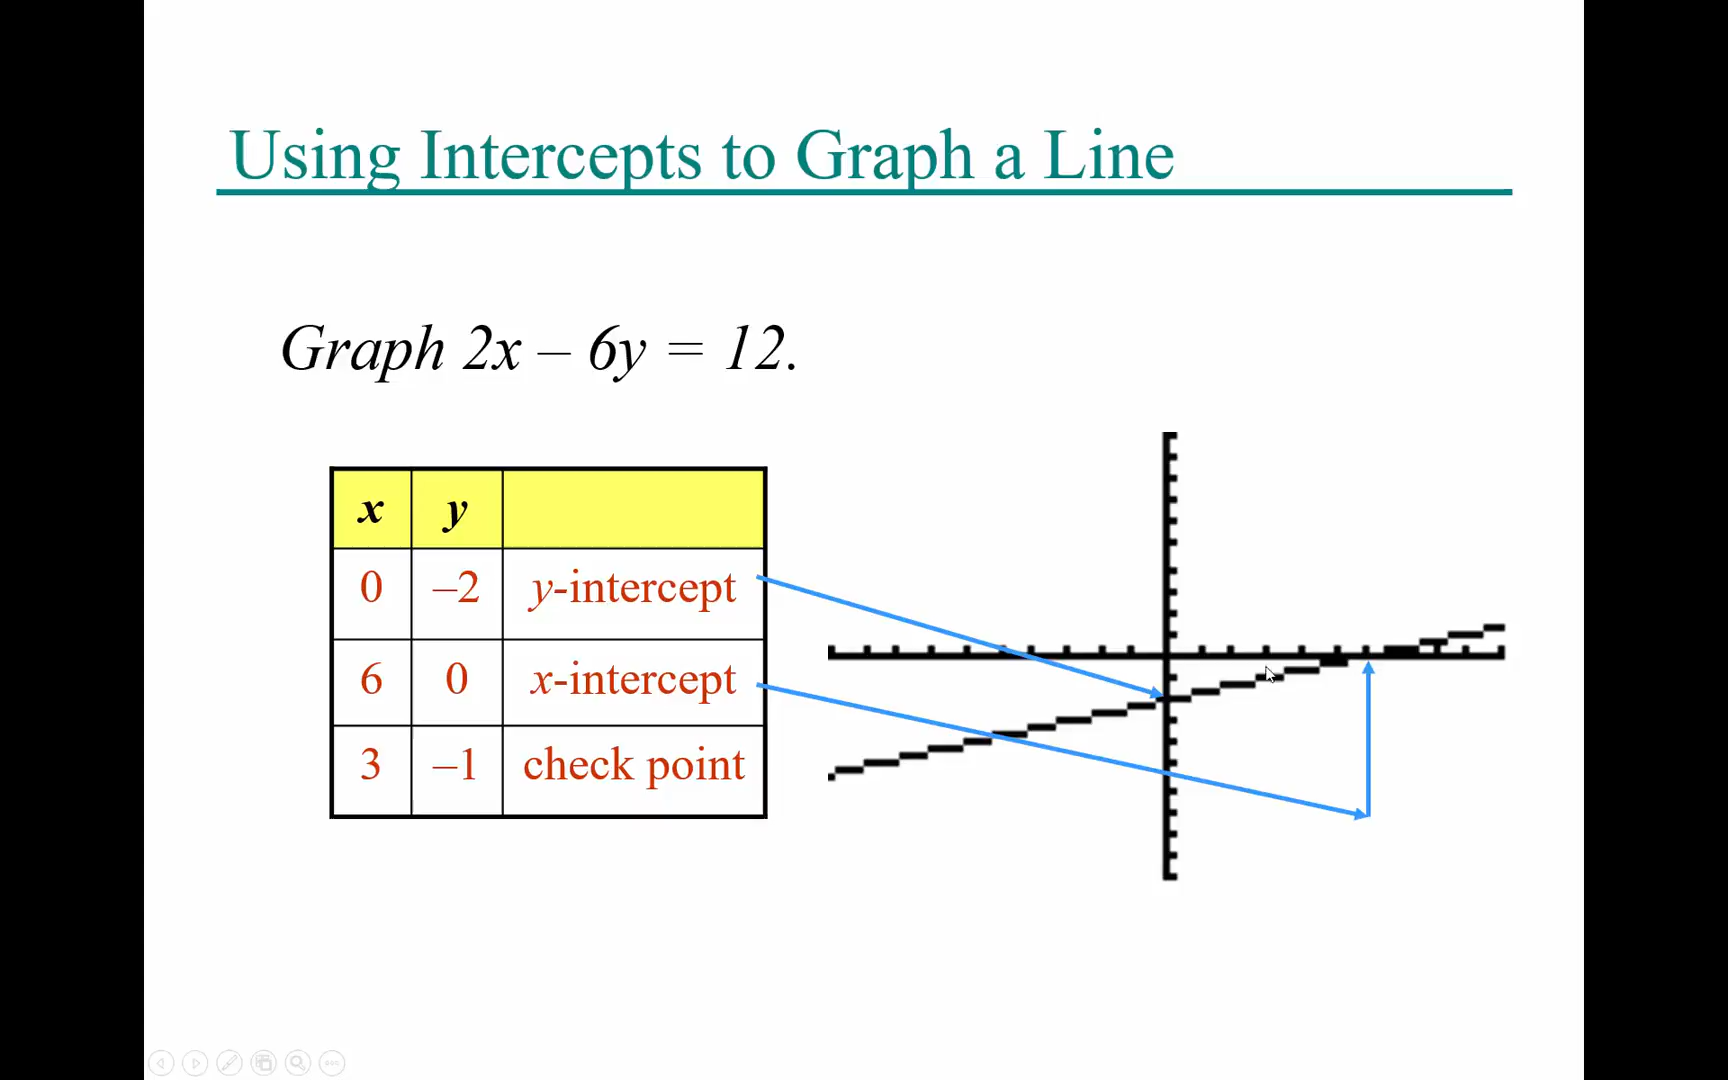 Using Intercepts to Graph a Line
Graph 2x – 6y = 12.
x y
0 –2 y-intercept
6 0 x-intercept
3 –1 check point